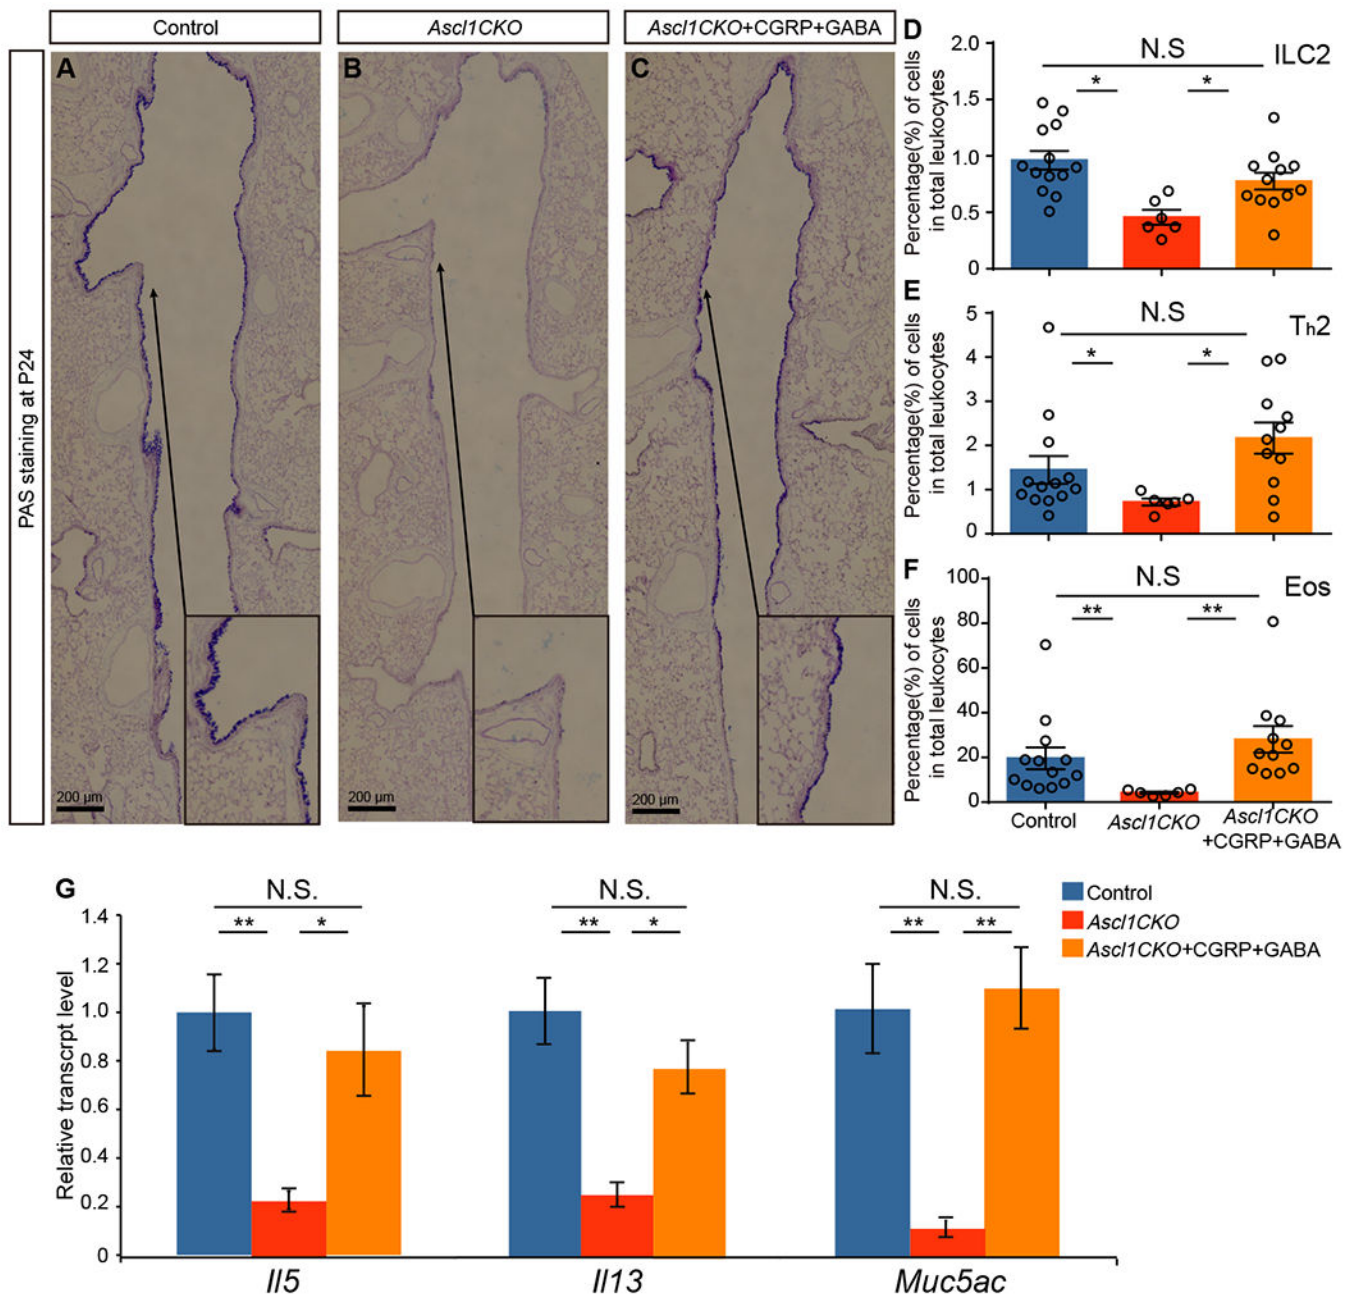 Control
Ascl1CKO
Ascl1CKO+CGRP+GABA
PAS staining at P24
A
B
C
200 µm
200 µm
200 µm
D
Percentage(%) of cells
in total leukocytes
2.0
1.5
1.0
0.5
0
N.S
ILC2
*
*
E
Percentage(%) of cells
in total leukocytes
5
4
3
2
1
0
N.S
Th2
*
*
F
Percentage(%) of cells
in total leukocytes
100
80
60
40
20
0
N.S
Eos
**
**
Control
Ascl1CKO
Ascl1CKO
+CGRP+GABA
G
Relative transcrpt level
1.4
1.2
1.0
0.8
0.6
0.4
0.2
0
N.S.
**
*
N.S.
**
*
N.S.
**
**
Il5
Il13
Muc5ac
Control
Ascl1CKO
Ascl1CKO+CGRP+GABA